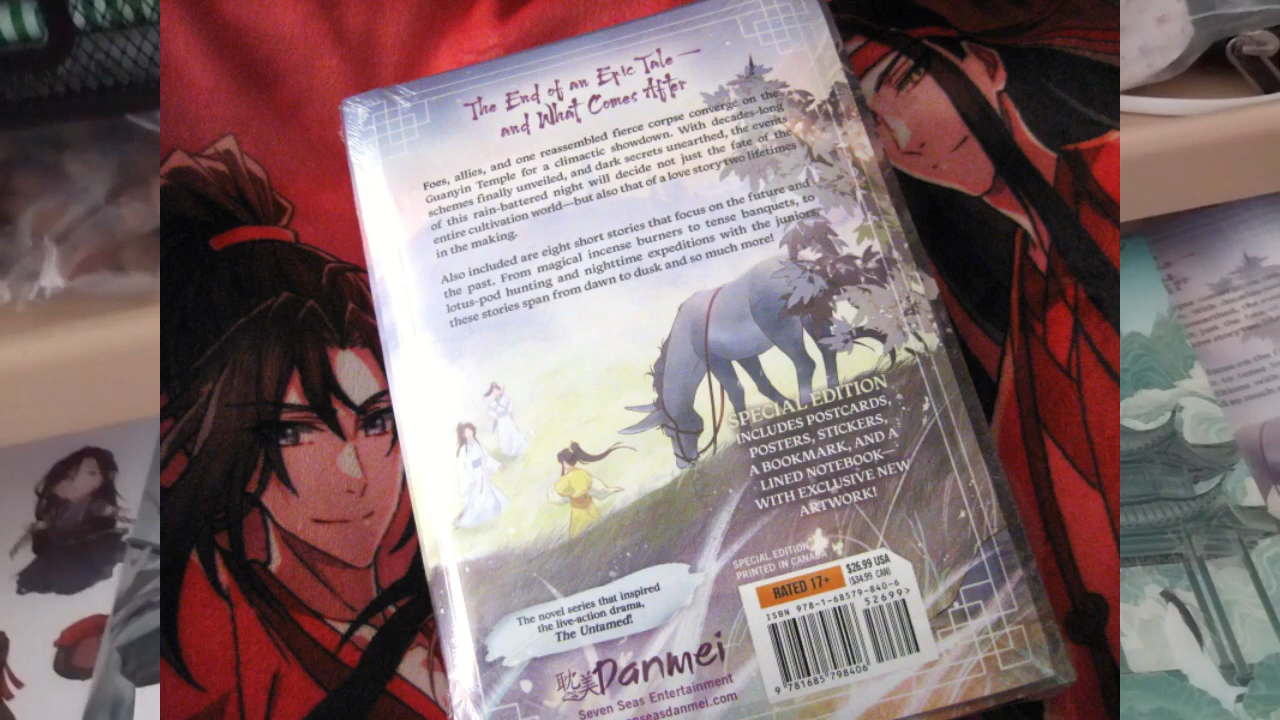 The End of an Epic Tale—
and What Comes After
Foes, allies, and one reassembled fierce corpse converge on the
Guanyin Temple for a climactic showdown. With decades-long
schemes finally unveiled, and dark secrets unearthed, the events
of this rain-battered night will decide not just the fate of the
entire cultivation world—but also that of a love story two lifetimes
in the making.
Also included are eight short stories that focus on the future and
the past. From magical incense burners to tense banquets, to
lotus-pod hunting and nighttime expeditions with the juniors,
these stories span from dawn to dusk and so much more!
SPECIAL EDITION
INCLUDES POSTCARDS,
POSTERS, STICKERS,
A BOOKMARK, AND A
LINED NOTEBOOK—
WITH EXCLUSIVE NEW
ARTWORK!
SPECIAL EDITION
PRINTED IN CANADA
RATED 17+
$26.99 USA
($34.99 CAN)
ISBN 978-1-68579-840-6
52699>
9 781685 798406
The novel series that inspired
the live-action drama,
The Untamed!
耽美 Danmei
Seven Seas Entertainment